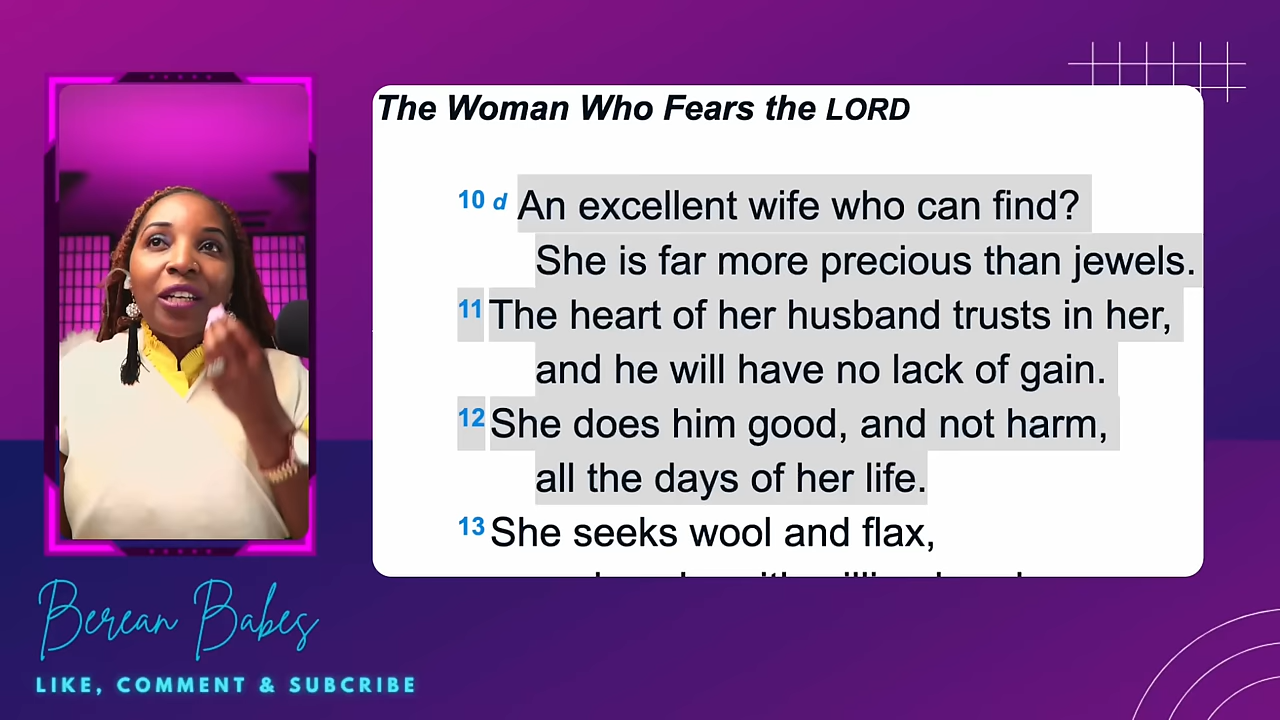 The Woman Who Fears the LORD
10 d An excellent wife who can find?
She is far more precious than jewels.
11 The heart of her husband trusts in her,
and he will have no lack of gain.
12 She does him good, and not harm,
all the days of her life.
13 She seeks wool and flax,
Berean Babes
LIKE, COMMENT & SUBCRIBE